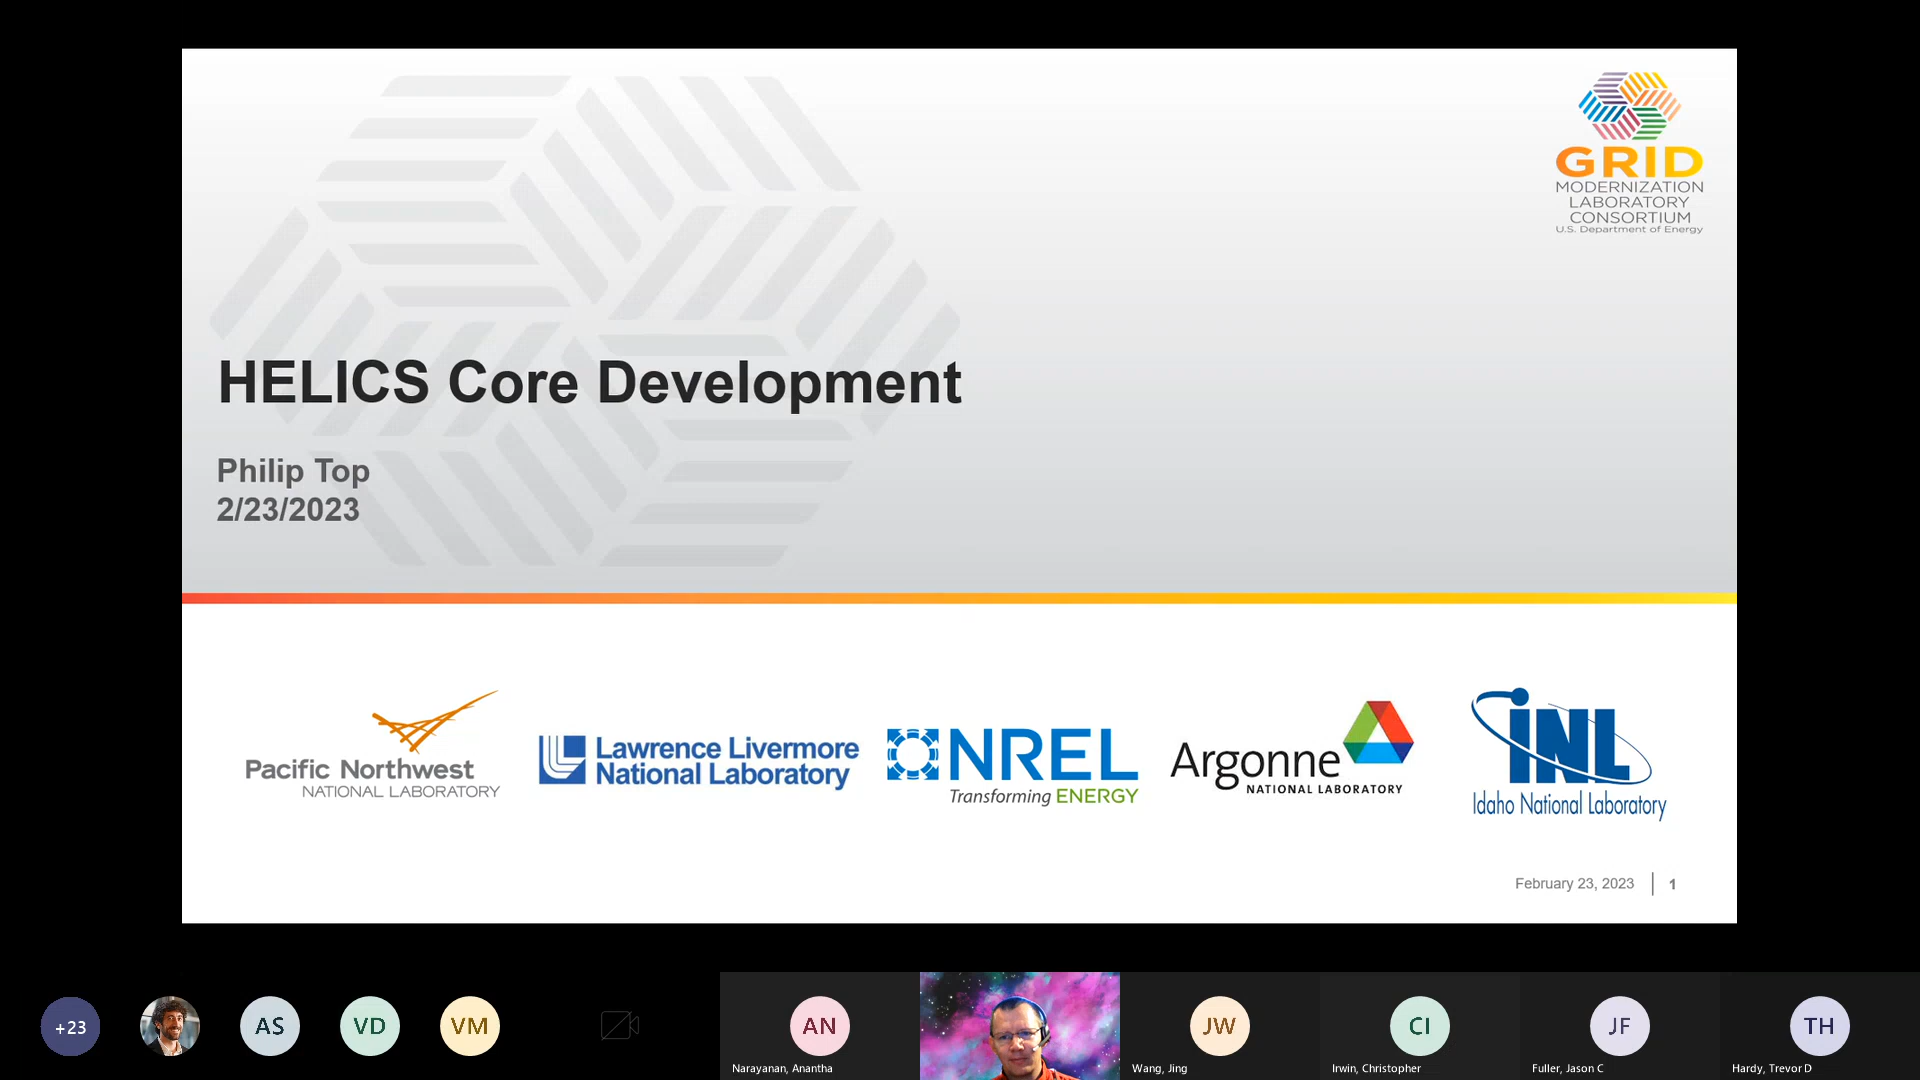 GRID
MODERNIZATION
LABORATORY
CONSORTIUM
U.S. Department of Energy
HELICS Core Development
Philip Top
2/23/2023
Pacific Northwest
NATIONAL LABORATORY
Lawrence Livermore
National Laboratory
NREL
Transforming ENERGY
Argonne
NATIONAL LABORATORY
INL
Idaho National Laboratory
February 23, 2023 | 1
+23
AS
VD
VM
AN
Narayanan, Anantha
JW
Wang, Jing
CI
Irwin, Christopher
JF
Fuller, Jason C
TH
Hardy, Trevor D